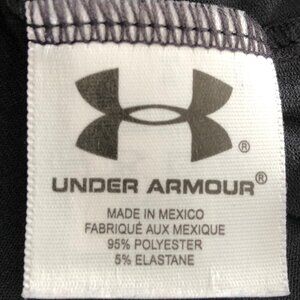 ®
UNDER ARMOUR®
MADE IN MEXICO
FABRIQUÉ AUX MEXIQUE
95% POLYESTER
5% ELASTANE